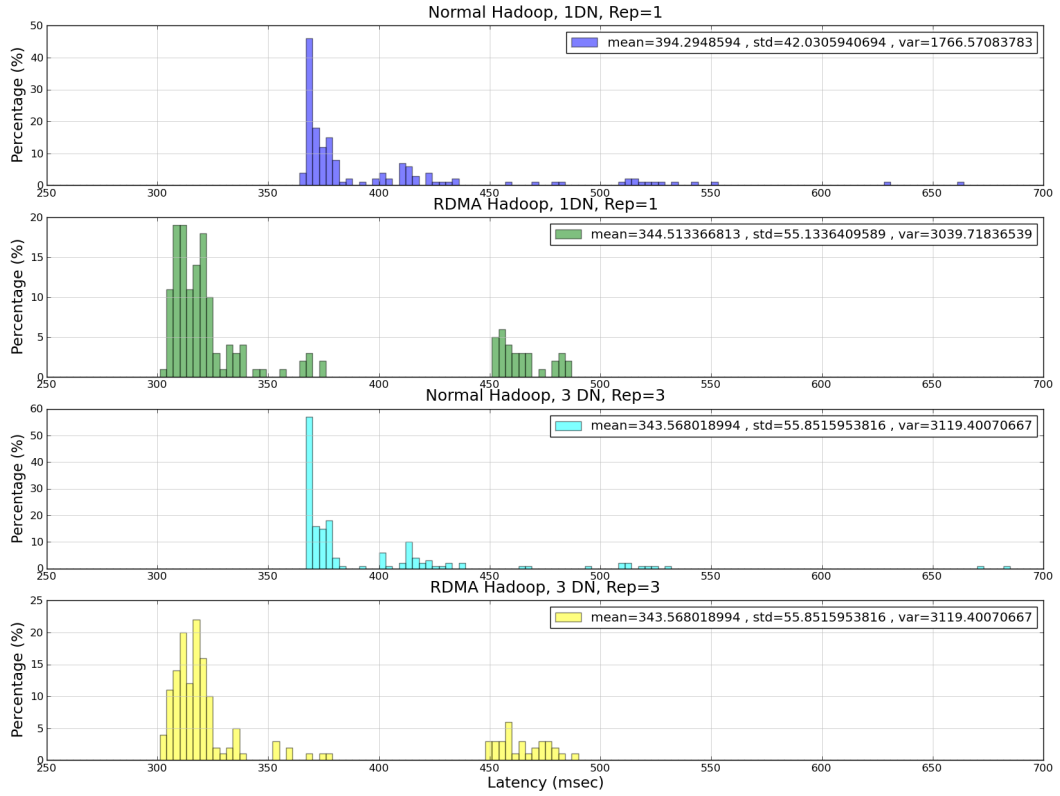 Normal Hadoop, 1DN, Rep=1
50
40
30
20
10
0
Percentage (%)
mean=394.2948594 , std=42.0305940694 , var=1766.57083783
250 300 350 400 450 500 550 600 650 700
RDMA Hadoop, 1DN, Rep=1
20
15
10
5
0
Percentage (%)
mean=344.513366813 , std=55.1336409589 , var=3039.71836539
250 300 350 400 450 500 550 600 650 700
Normal Hadoop, 3 DN, Rep=3
60
50
40
30
20
10
0
Percentage (%)
mean=343.568018994 , std=55.8515953816 , var=3119.40070667
250 300 350 400 450 500 550 600 650 700
RDMA Hadoop, 3 DN, Rep=3
25
20
15
10
5
0
Percentage (%)
mean=343.568018994 , std=55.8515953816 , var=3119.40070667
250 300 350 400 450 500 550 600 650 700
Latency (msec)